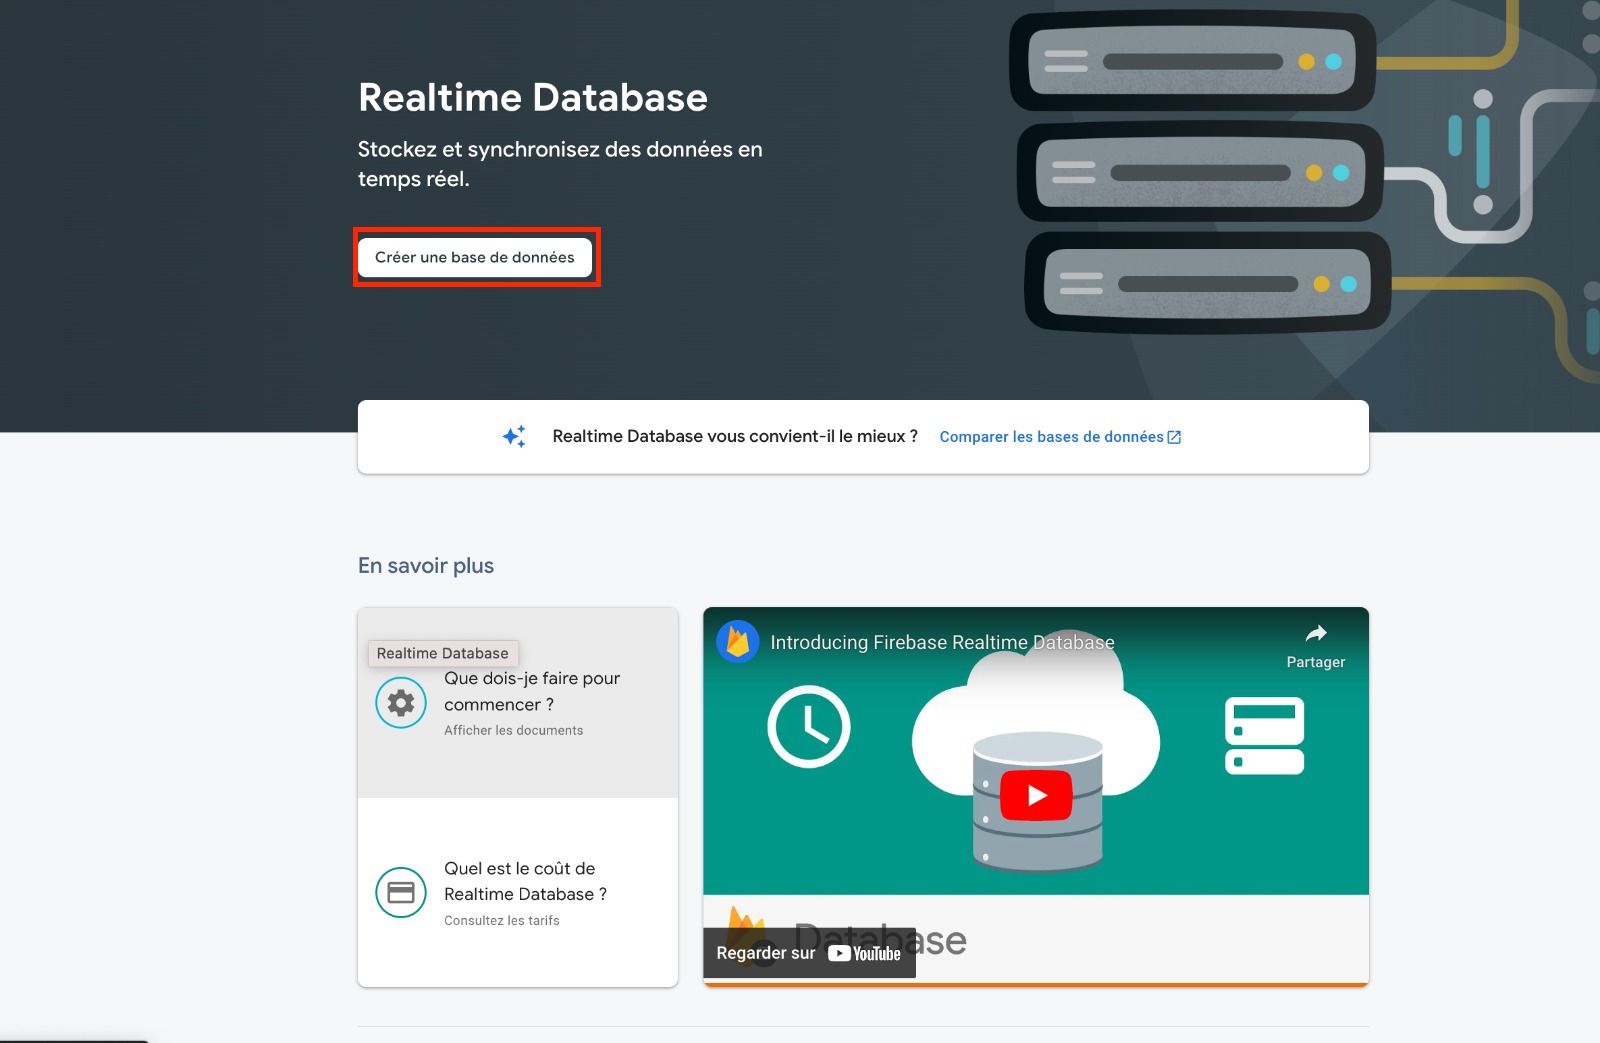 Realtime Database
Stockez et synchronisez des données en
temps réel.
Créer une base de données
Realtime Database vous convient-il le mieux ?
Comparer les bases de données
En savoir plus
Realtime Database
Que dois-je faire pour
commencer ?
Afficher les documents
Quel est le coût de
Realtime Database ?
Consultez les tarifs
Introducing Firebase Realtime Database
Partager
Database
Regarder sur YouTube